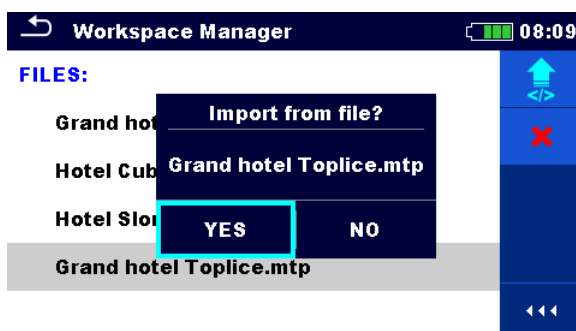 Workspace Manager
08:09
FILES:
Grand hot
Import from file?
Hotel Cub
Grand hotel Toplice.mtp
Hotel Slo
YES
NO
Grand hotel Toplice.mtp
</>